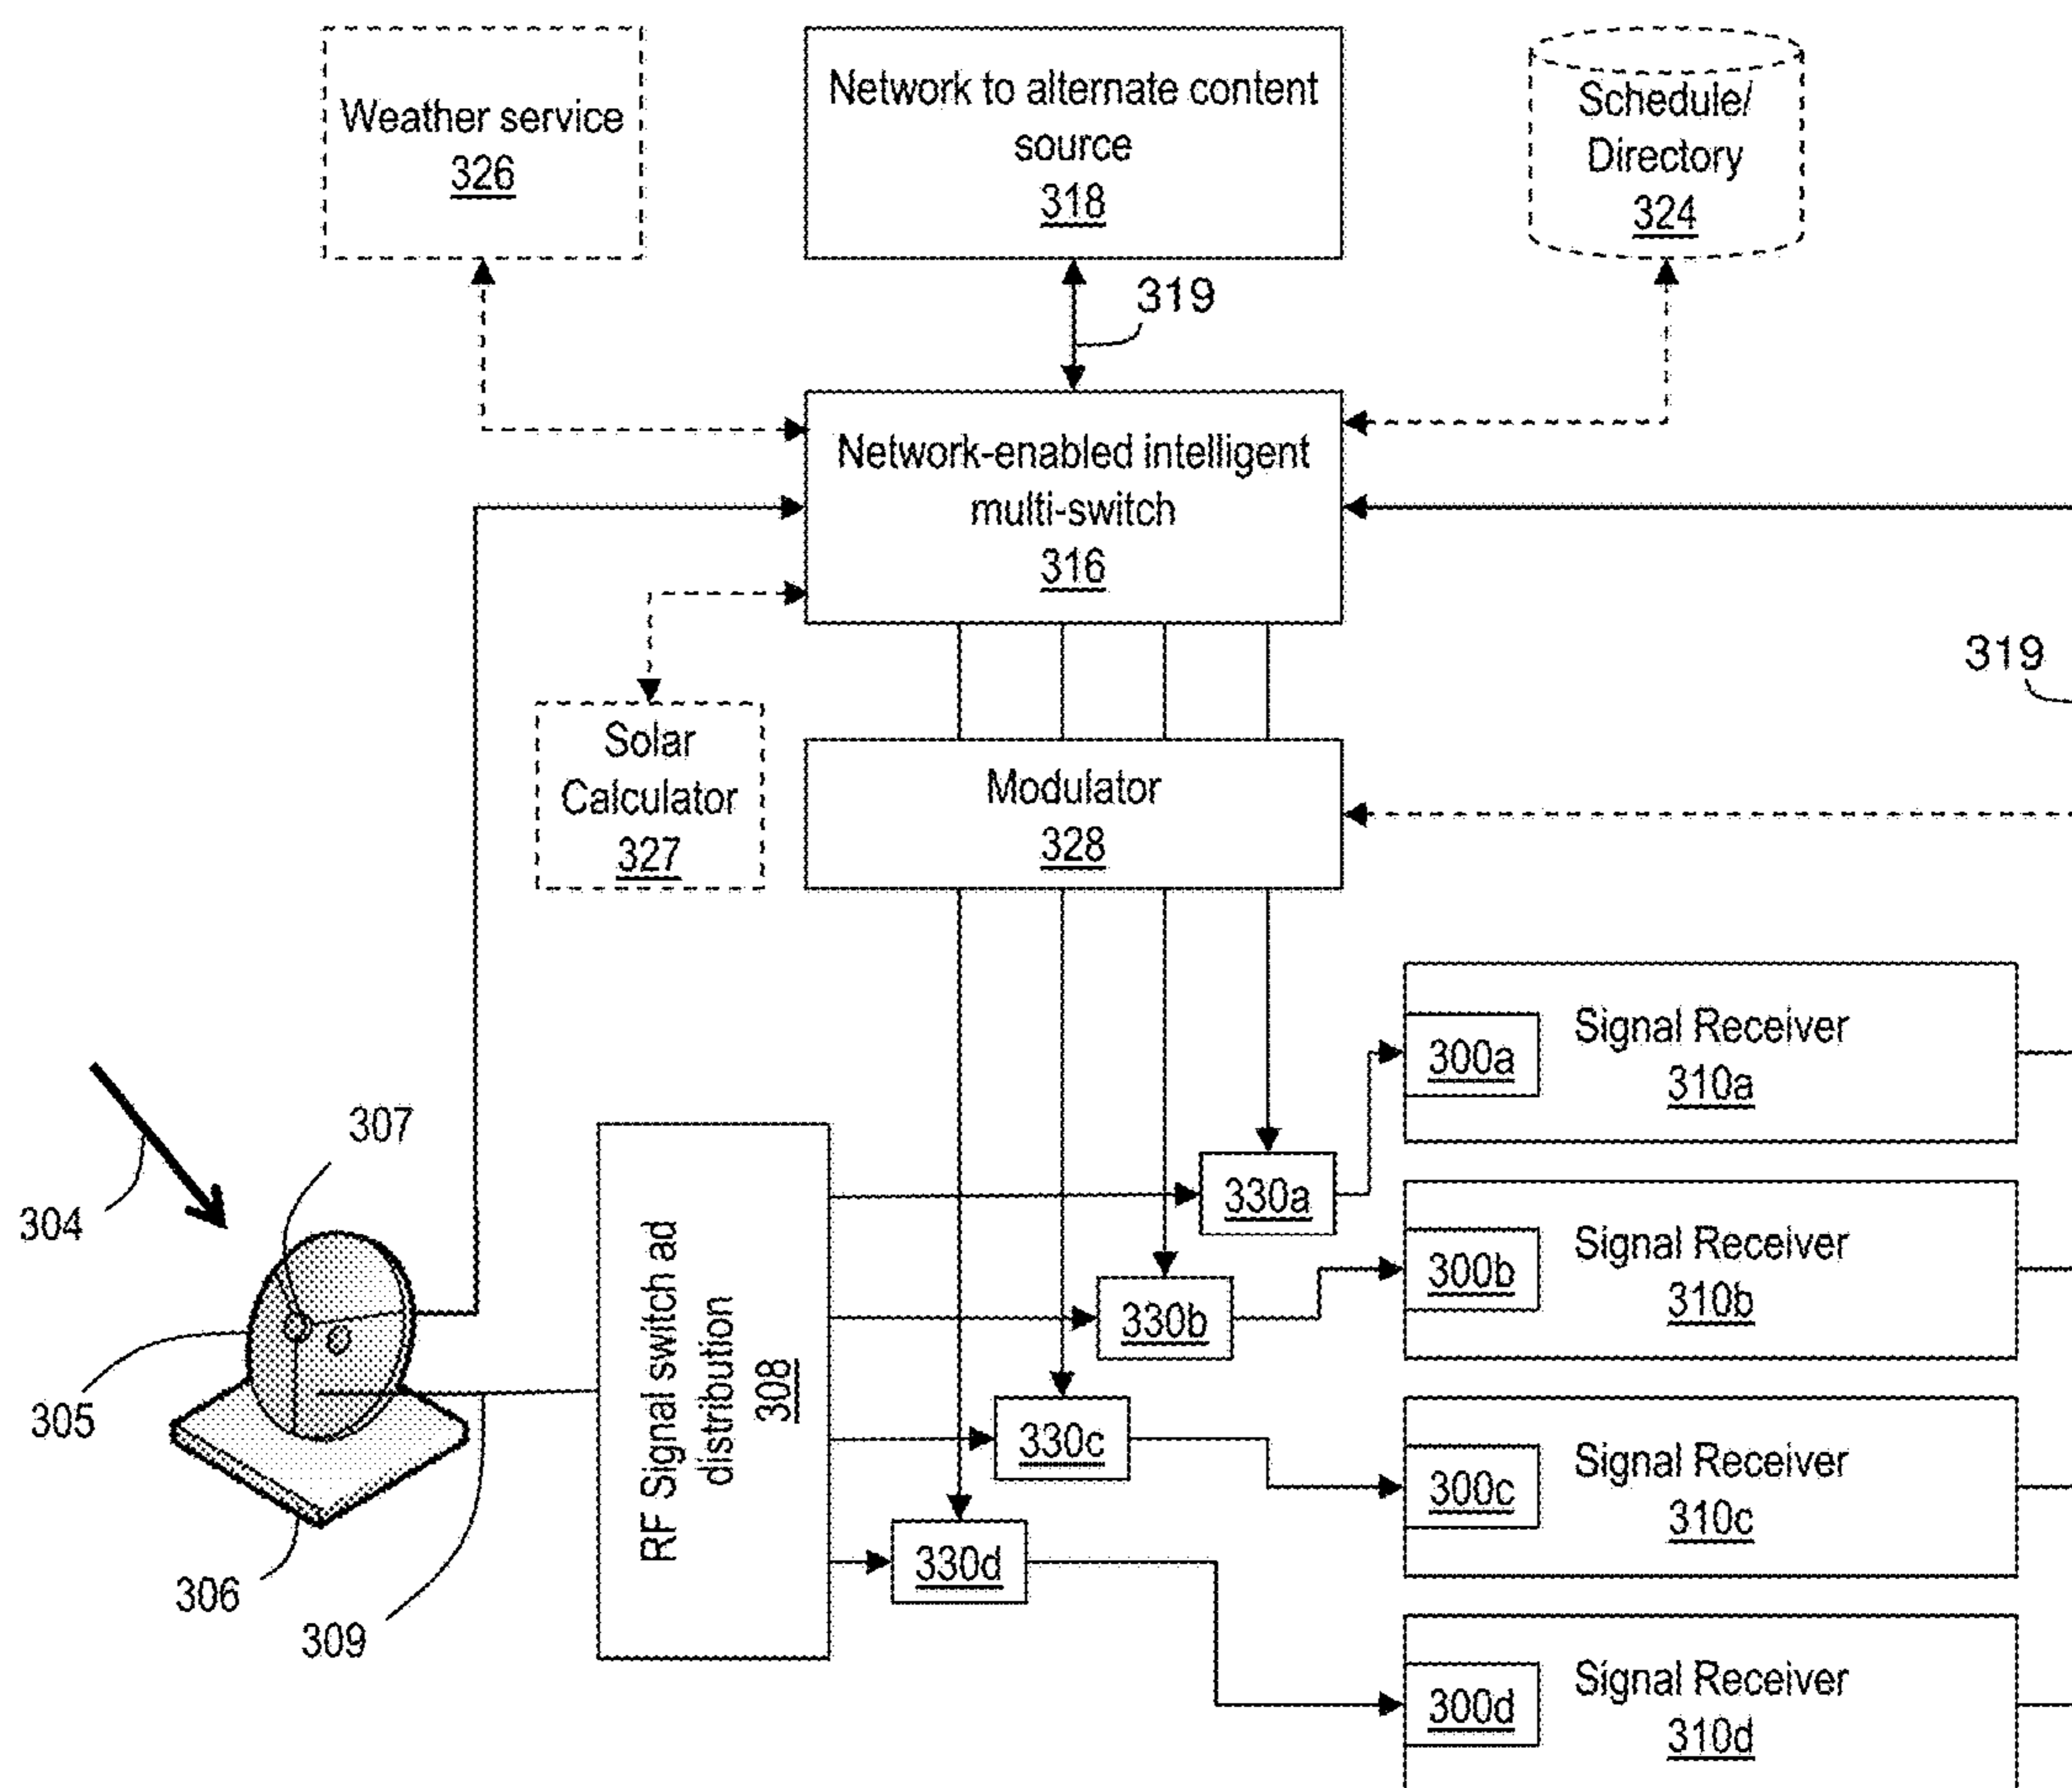 Weather service
326
Network to alternate content
source
318
Schedule/
Directory
324
319
Network-enabled intelligent
multi-switch
316
319
Solar
Calculator
327
Modulator
328
304
307
305
306
309
RF Signal switch ad
distribution
308
330a
330b
330c
330d
300a
Signal Receiver
310a
300b
Signal Receiver
310b
300c
Signal Receiver
310c
300d
Signal Receiver
310d